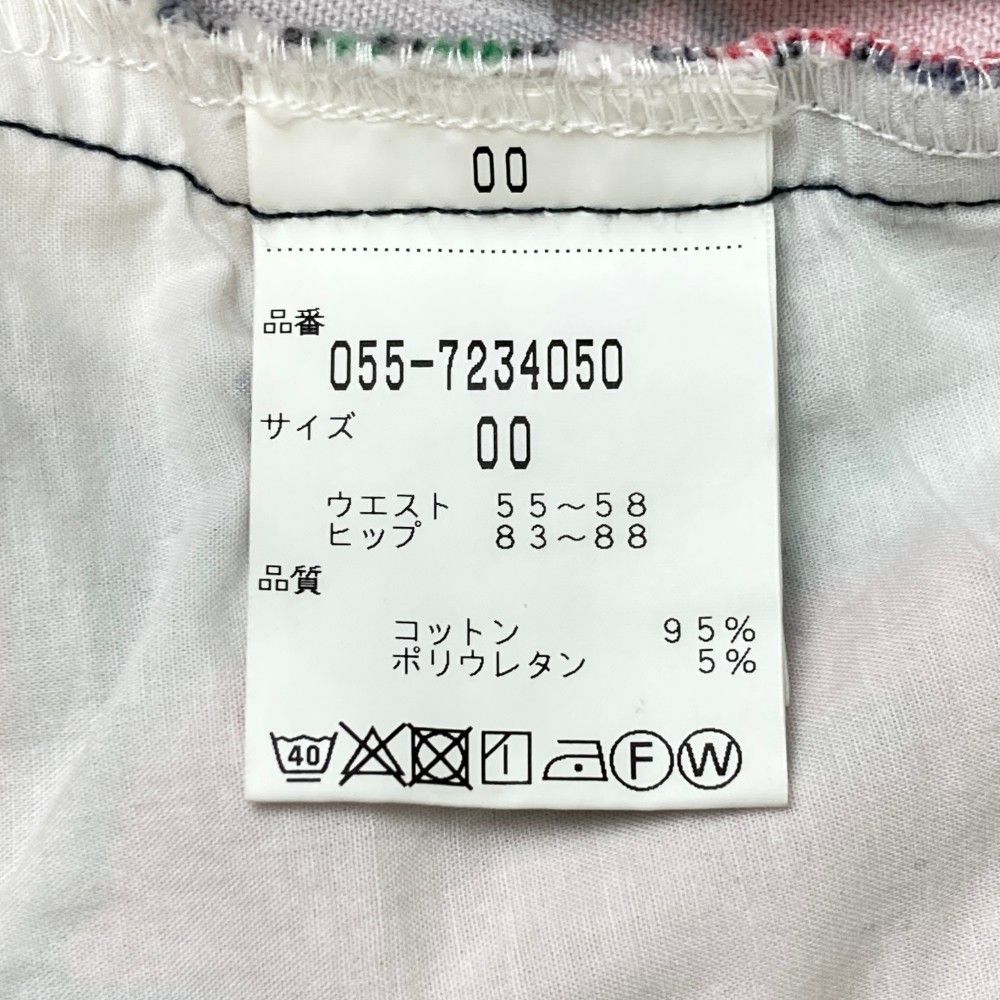 00
品番
055-7234050
サイズ
00
ウエスト 55～58
ヒップ 83～88
品質
コットン 95%
ポリウレタン 5%
40 F W